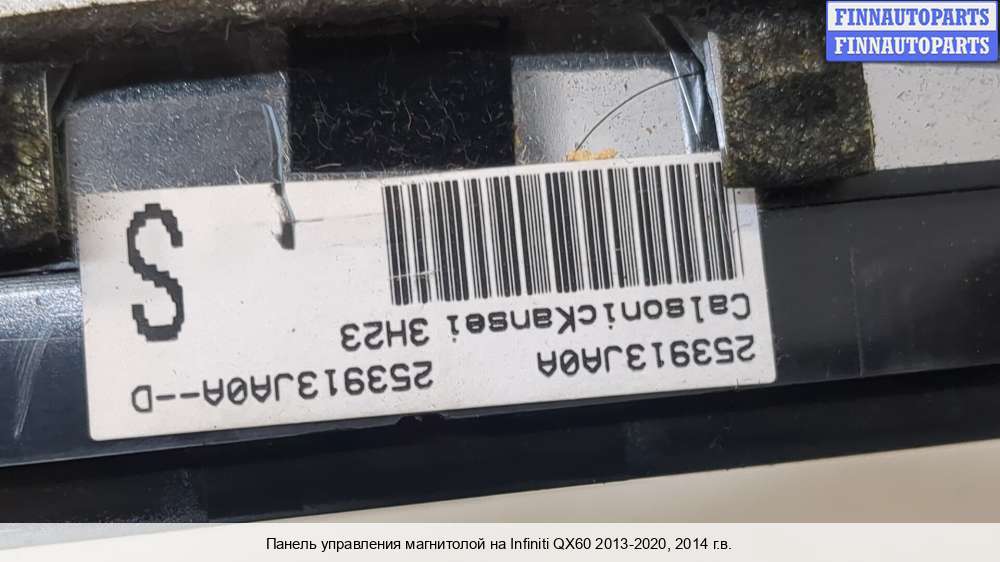 FINNAUTOPARTS
FINNAUTOPARTS
253913JA0A 253913JA0A--D
CalsonicKansei 3H23
S
Панель управления магнитолой на Infiniti QX60 2013-2020, 2014 г.в.